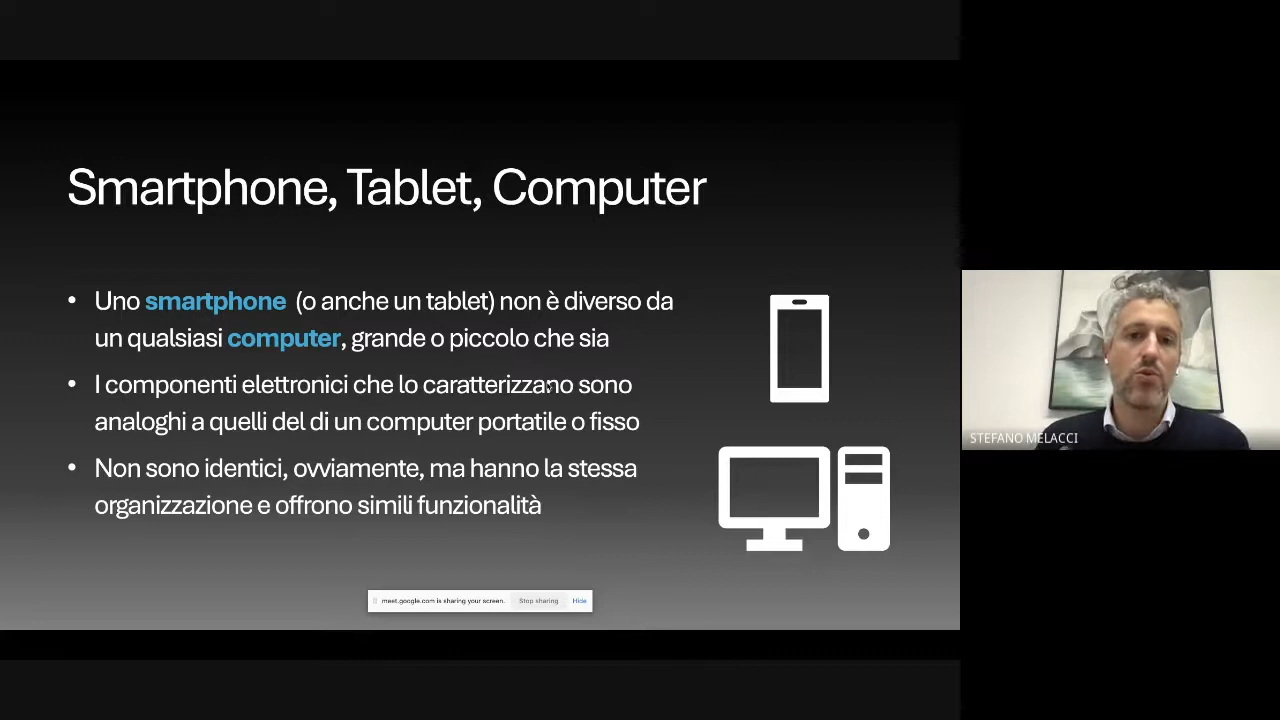 Smartphone, Tablet, Computer
• Uno smartphone (o anche un tablet) non è diverso da
un qualsiasi computer, grande o piccolo che sia
• I componenti elettronici che lo caratterizzano sono
analoghi a quelli del di un computer portatile o fisso
• Non sono identici, ovviamente, ma hanno la stessa
organizzazione e offrono simili funzionalità
meet.google.com is sharing your screen. Stop sharing Hide
STEFANO MELACCI